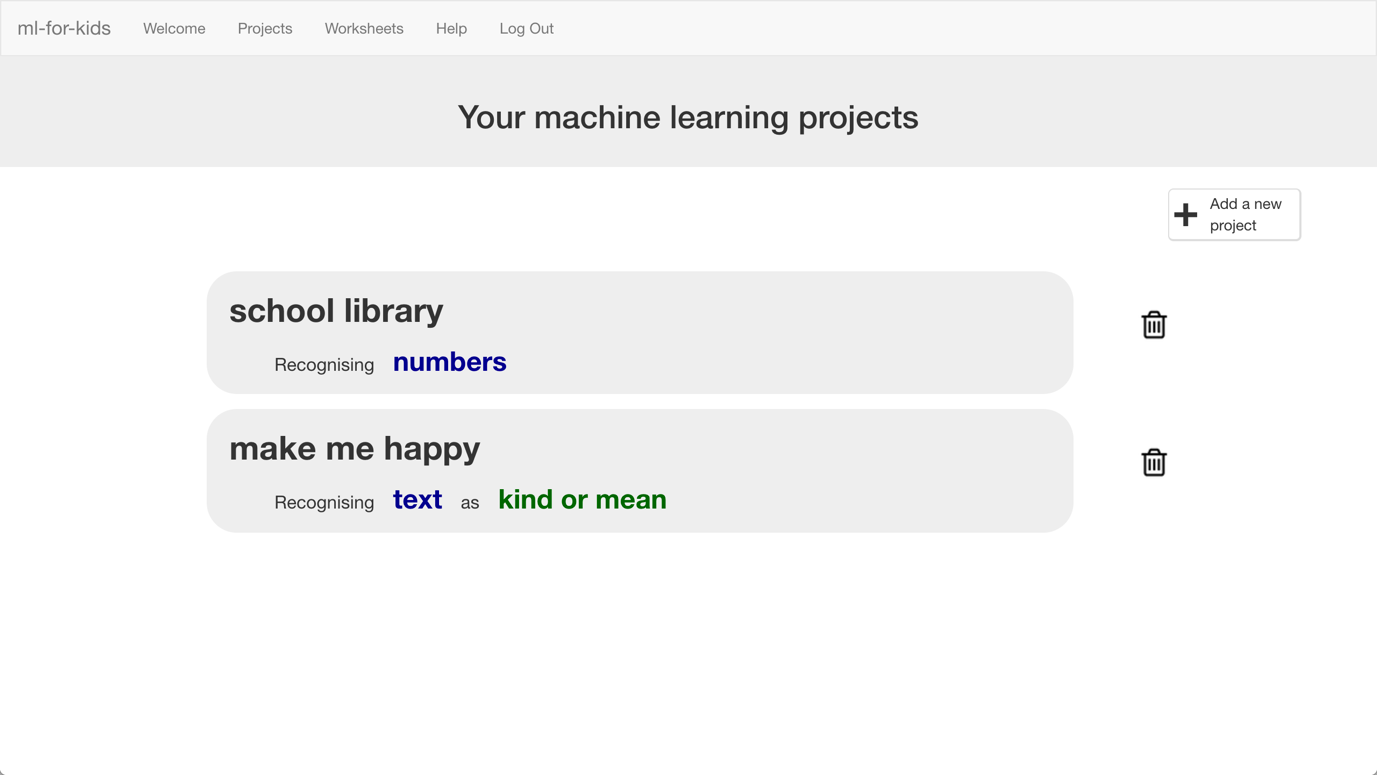 ml-for-kids Welcome Projects Worksheets Help Log Out
Your machine learning projects
Add a new
project
school library
Recognising numbers
make me happy
Recognising text as kind or mean